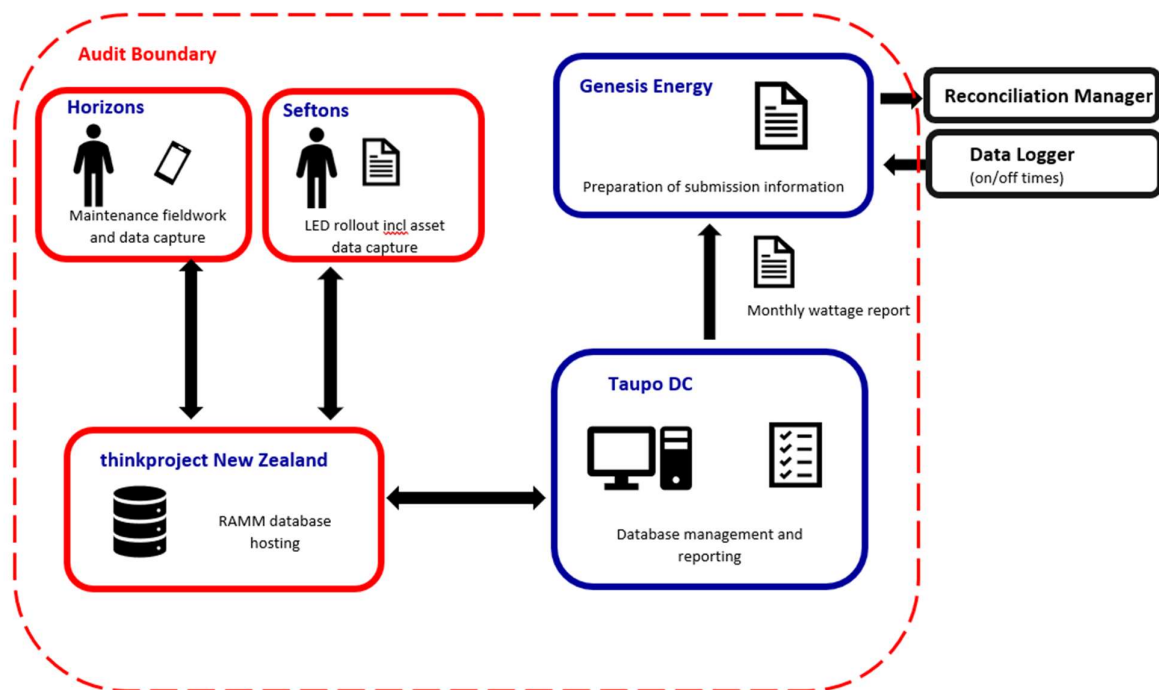 Audit Boundary
Horizons
Maintenance fieldwork
and data capture
Seftons
LED rollout incl asset
data capture
Genesis Energy
Preparation of submission information
Reconciliation Manager
Data Logger
(on/off times)
Monthly wattage report
Taupo DC
Database management and
reporting
thinkproject New Zealand
RAMM database
hosting